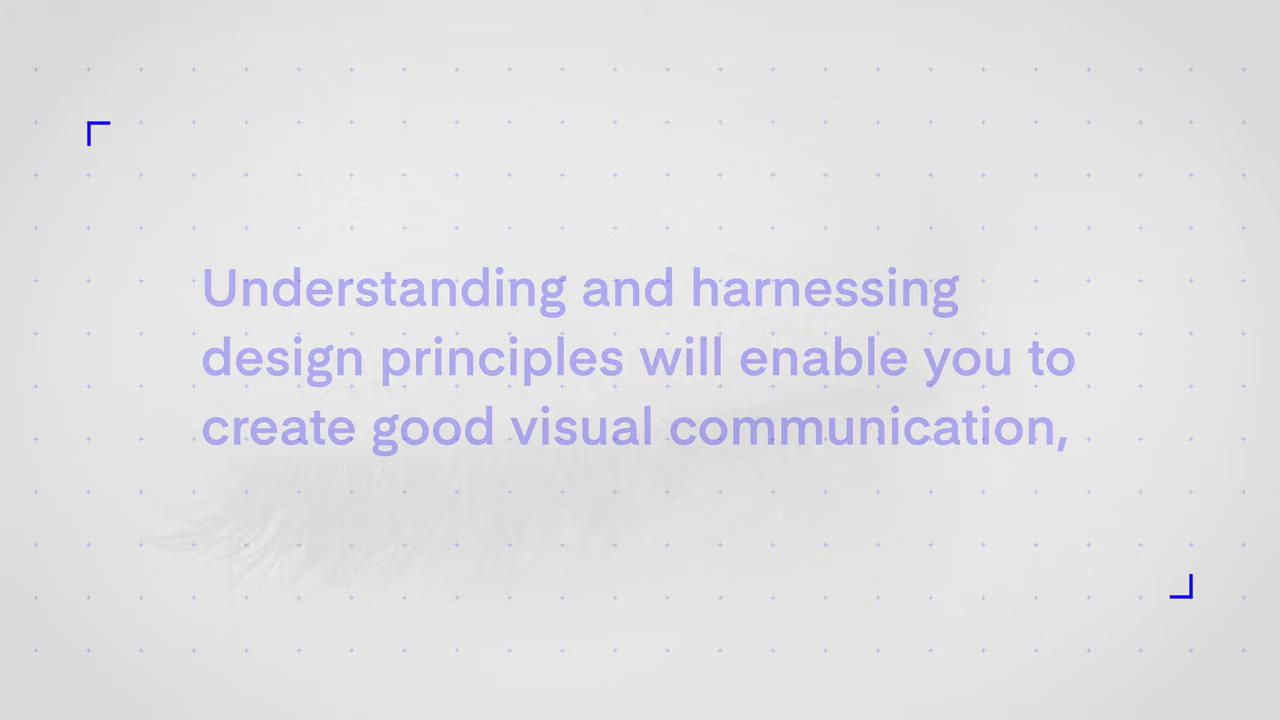 Understanding and harnessing
design principles will enable you to
create good visual communication,